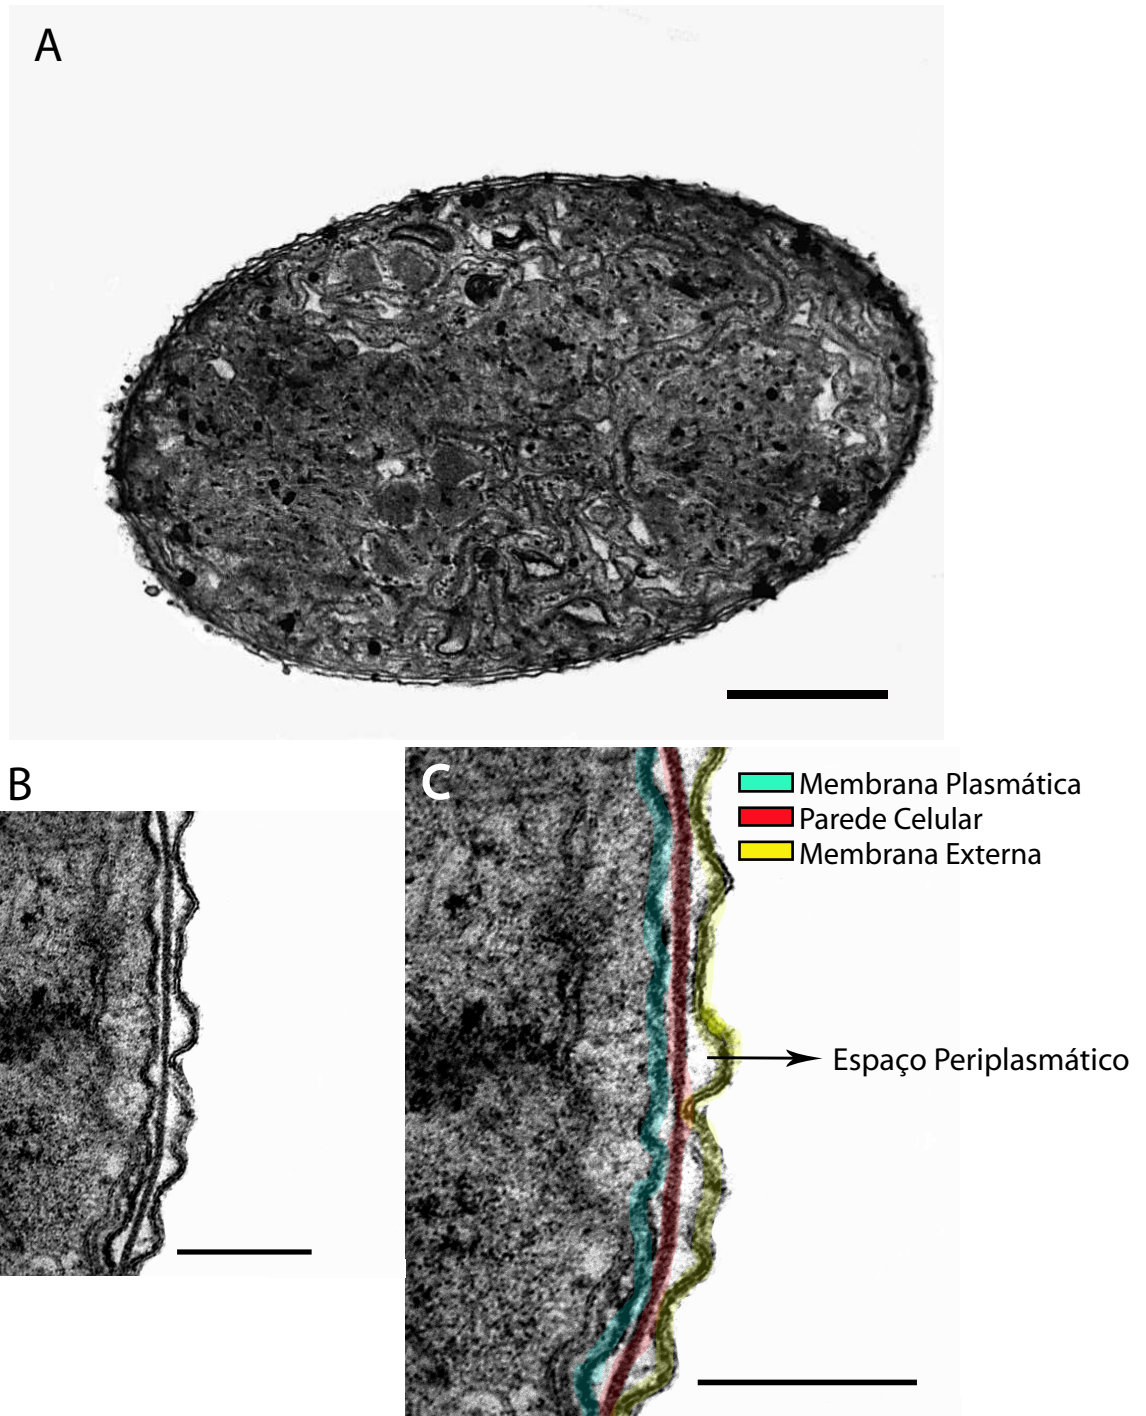 A
B
C
Membrana Plasmática
Parede Celular
Membrana Externa
Espaço Periplasmático